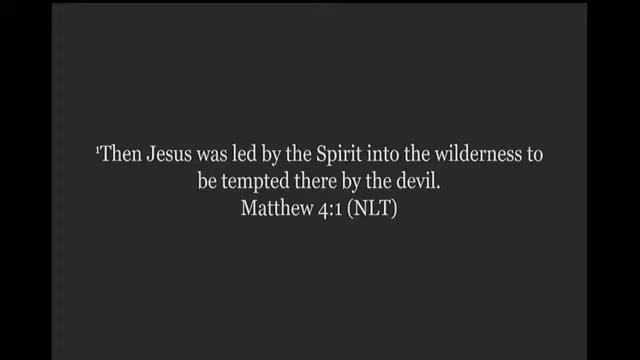 ¹Then Jesus was led by the Spirit into the wilderness to
be tempted there by the devil.
Matthew 4:1 (NLT)